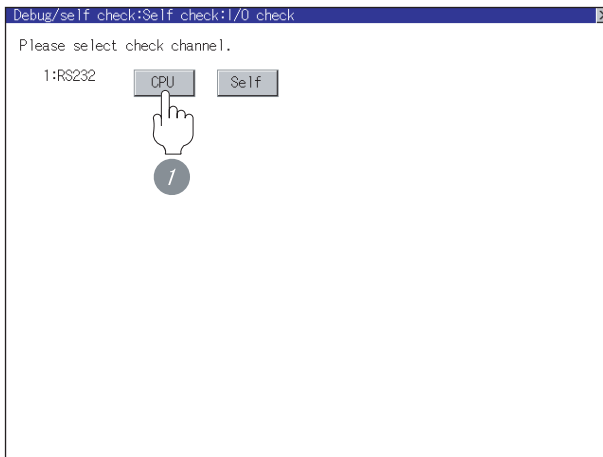 Debug/self check:Self check:I/O check
Please select check channel.
1:RS232 CPU Self
1